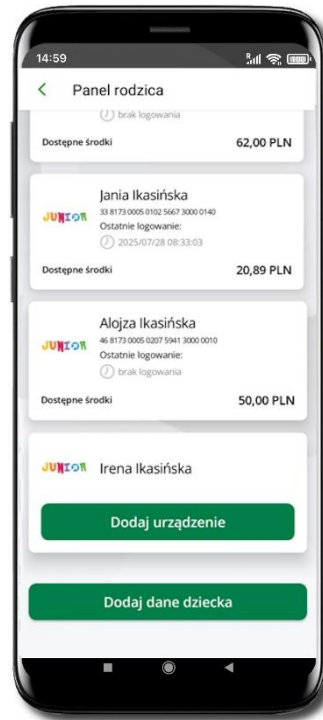 14:59
Panel rodzica
brak logowania
Dostępne środki 62,00 PLN
JUNIOR
Jania Ikasińska
33 8173 0005 0102 5667 3000 0140
Ostatnie logowanie:
2025/07/28 08:33:03
Dostępne środki 20,89 PLN
JUNIOR
Alojza Ikasińska
46 8173 0005 0207 5941 3000 0010
Ostatnie logowanie:
brak logowania
Dostępne środki 50,00 PLN
JUNIOR Irena Ikasińska
Dodaj urządzenie
Dodaj dane dziecka